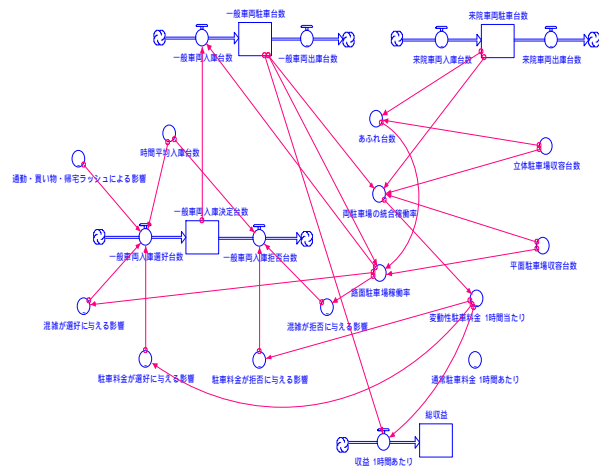 一般車両駐車台数
来院車両駐車台数
一般車両入庫台数
一般車両出庫台数
来院車両入庫台数
来院車両出庫台数
あふれ台数
時間平均入庫台数
立体駐車場収容台数
通勤・買い物・帰宅ラッシュによる影響
一般車両入庫決定台数
両駐車場の統合稼働率
一般車両入庫選好台数
一般車両入庫拒否台数
平面駐車場収容台数
路面駐車場稼働率
混雑が選好に与える影響
混雑が拒否に与える影響
変動性駐車料金 1時間当たり
駐車料金が選好に与える影響
駐車料金が拒否に与える影響
通常駐車料金 1時間あたり
総収益
収益 1時間あたり